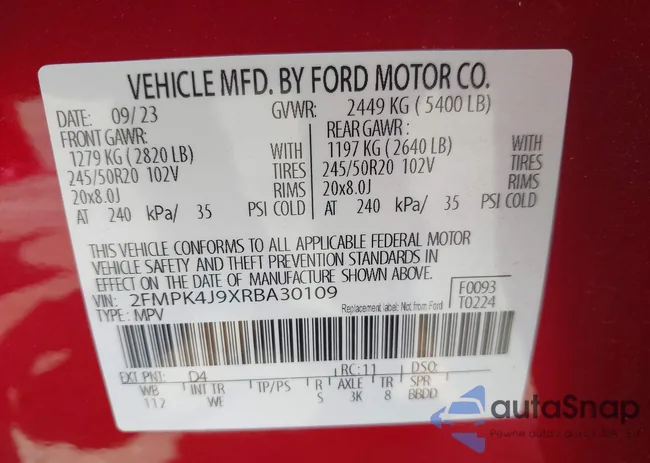 VEHICLE MFD. BY FORD MOTOR CO.
DATE: 09/23 GVWR: 2449 KG ( 5400 LB)
FRONT GAWR: REAR GAWR :
1279 KG ( 2820 LB) WITH 1197 KG ( 2640 LB) WITH
245/50R20 102V TIRES 245/50R20 102V TIRES
20x8.0J RIMS 20x8.0J RIMS
AT 240 kPa/ 35 PSI COLD AT 240 kPa/ 35 PSI COLD
THIS VEHICLE CONFORMS TO ALL APPLICABLE FEDERAL MOTOR
VEHICLE SAFETY AND THEFT PREVENTION STANDARDS
IN EFFECT ON THE DATE OF MANUFACTURE SHOWN ABOVE.
VIN: 2FMPK4J9XRBA30109 Replacement label: Not from Ford F0093
TYPE: MPV T0224
EXT PNT: D4 RC: 11 DSO:
WB INT TR TP/PS R AXLE TR SPR
112 WE S 3K 8 BBDD
autaSnap